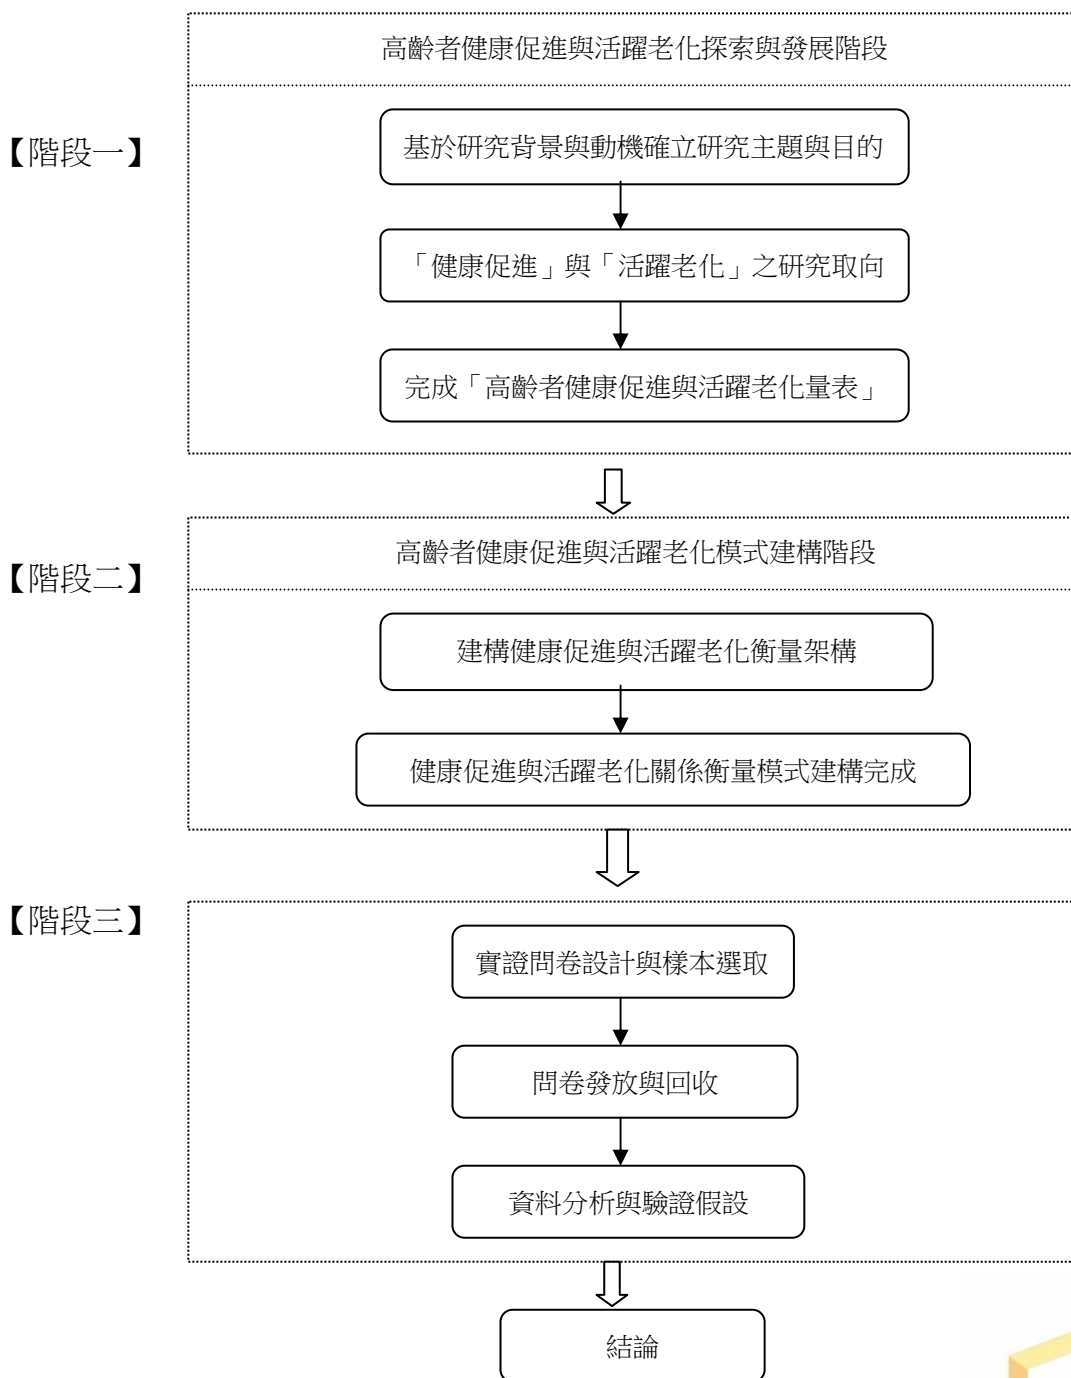 高齡者健康促進與活躍老化探索與發展階段
【階段一】
基於研究背景與動機確立研究主題與目的
「健康促進」與「活躍老化」之研究取向
完成「高齡者健康促進與活躍老化量表」
高齡者健康促進與活躍老化模式建構階段
【階段二】
建構健康促進與活躍老化衡量架構
健康促進與活躍老化關係衡量模式建構完成
【階段三】
實證問卷設計與樣本選取
問卷發放與回收
資料分析與驗證假設
結論